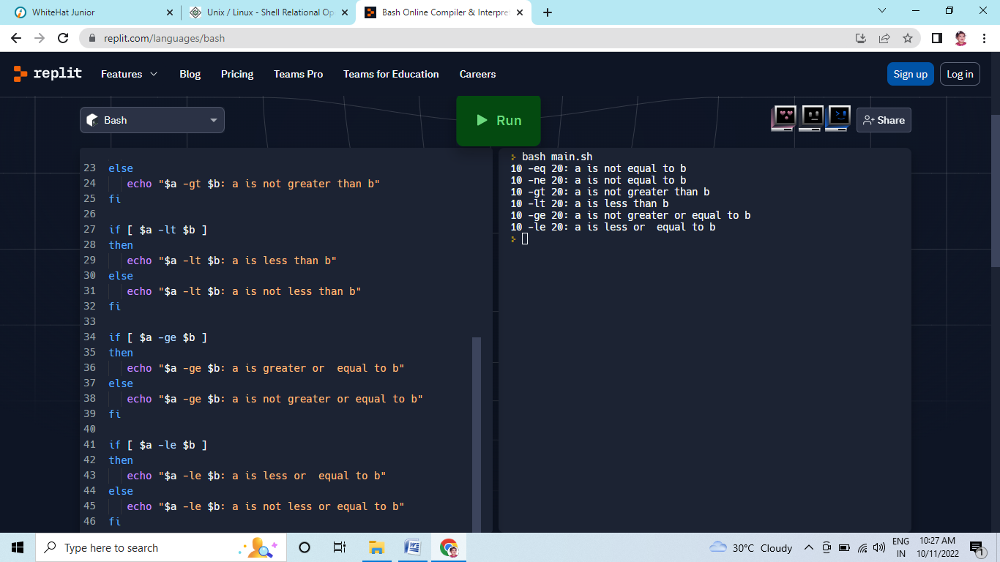 WhiteHat Junior
Unix / Linux - Shell Relational Op
Bash Online Compiler & Interpre
replit.com/languages/bash
replit
Features
Blog
Pricing
Teams Pro
Teams for Education
Careers
Sign up
Log in
Bash
Run
Share
23 else
24 echo "$a -gt $b: a is not greater than b"
25 fi
26
27 if [ $a -lt $b ]
28 then
29 echo "$a -lt $b: a is less than b"
30 else
31 echo "$a -lt $b: a is not less than b"
32 fi
33
34 if [ $a -ge $b ]
35 then
36 echo "$a -ge $b: a is greater or  equal to b"
37 else
38 echo "$a -ge $b: a is not greater or equal to b"
39 fi
40
41 if [ $a -le $b ]
42 then
43 echo "$a -le $b: a is less or  equal to b"
44 else
45 echo "$a -le $b: a is not less or equal to b"
46 fi
bash main.sh
10 -eq 20: a is not equal to b
10 -ne 20: a is not equal to b
10 -gt 20: a is not greater than b
10 -lt 20: a is less than b
10 -ge 20: a is not greater or equal to b
10 -le 20: a is less or  equal to b
Type here to search
30°C Cloudy
ENG
IN
10:27 AM
10/11/2022
1